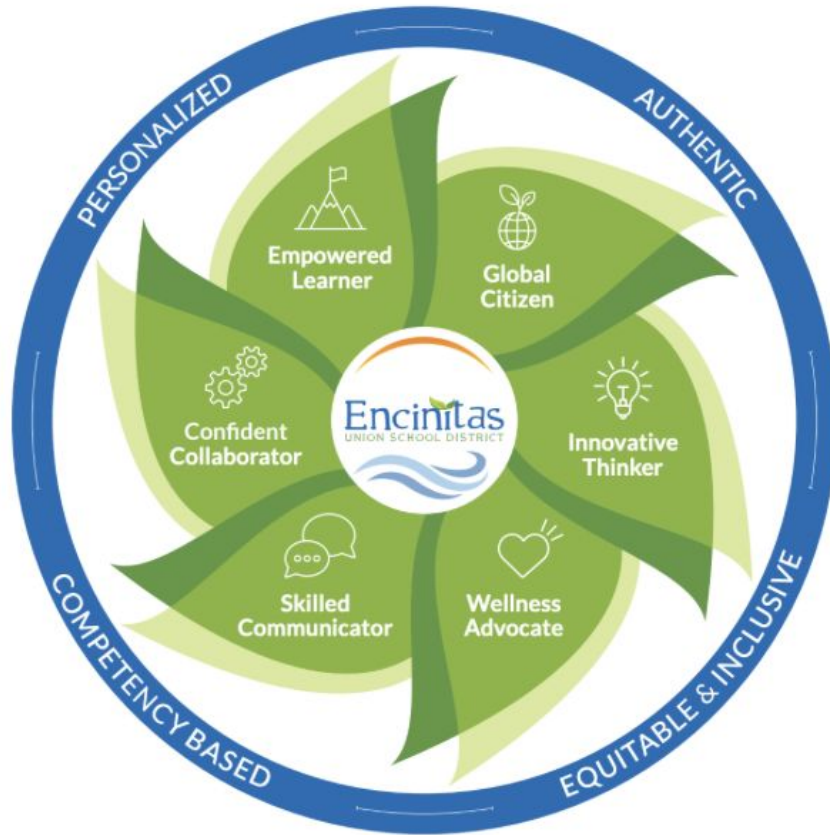 PERSONALIZED
AUTHENTIC
Empowered
Learner
Global
Citizen
Confident
Collaborator
Encinitas
UNION SCHOOL DISTRICT
Innovative
Thinker
Skilled
Communicator
Wellness
Advocate
COMPETENCY BASED
EQUITABLE & INCLUSIVE